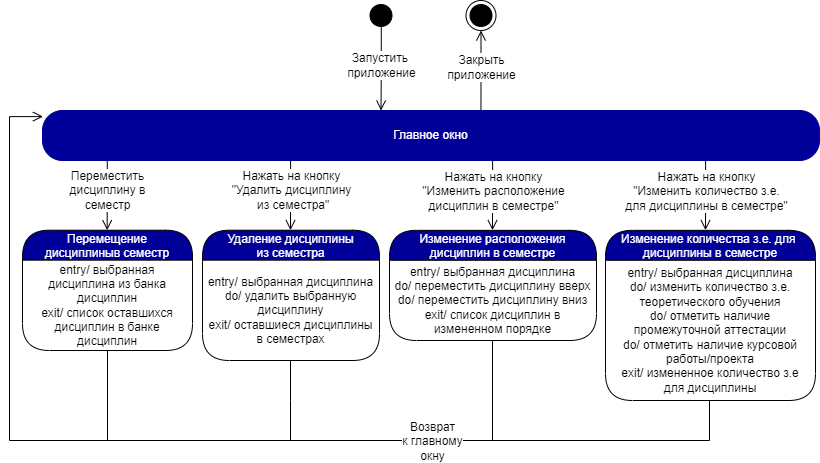 Запустить
приложение
Закрыть
приложение
Главное окно
Переместить
дисциплину в
семестр
Нажать на кнопку
"Удалить дисциплину
из семестра"
Нажать на кнопку
"Изменить расположение
дисциплин в семестре"
Нажать на кнопку
"Изменить количество з.е.
для дисциплины в семестре"
Перемещение
дисциплиныв семестр
entry/ выбранная
дисциплина из банка
дисциплин
exit/ список оставшихся
дисциплин в банке
дисциплин
Удаление дисциплины
из семестра
entry/ выбранная дисциплина
do/ удалить выбранную
дисциплину
exit/ оставшиеся дисциплины
в семестрах
Изменение расположения
дисциплин в семестре
entry/ выбранная дисциплина
do/ переместить дисциплину вверх
do/ переместить дисциплину вниз
exit/ список дисциплин в
измененном порядке
Изменение количества з.е. для
дисциплины в семестре
entry/ выбранная дисциплина
do/ изменить количество з.е.
теоретического обучения
do/ отметить наличие
промежуточной аттестации
do/ отметить наличие курсовой
работы/проекта
exit/ измененное количество з.е
для дисциплины
Возврат
к главному
окну